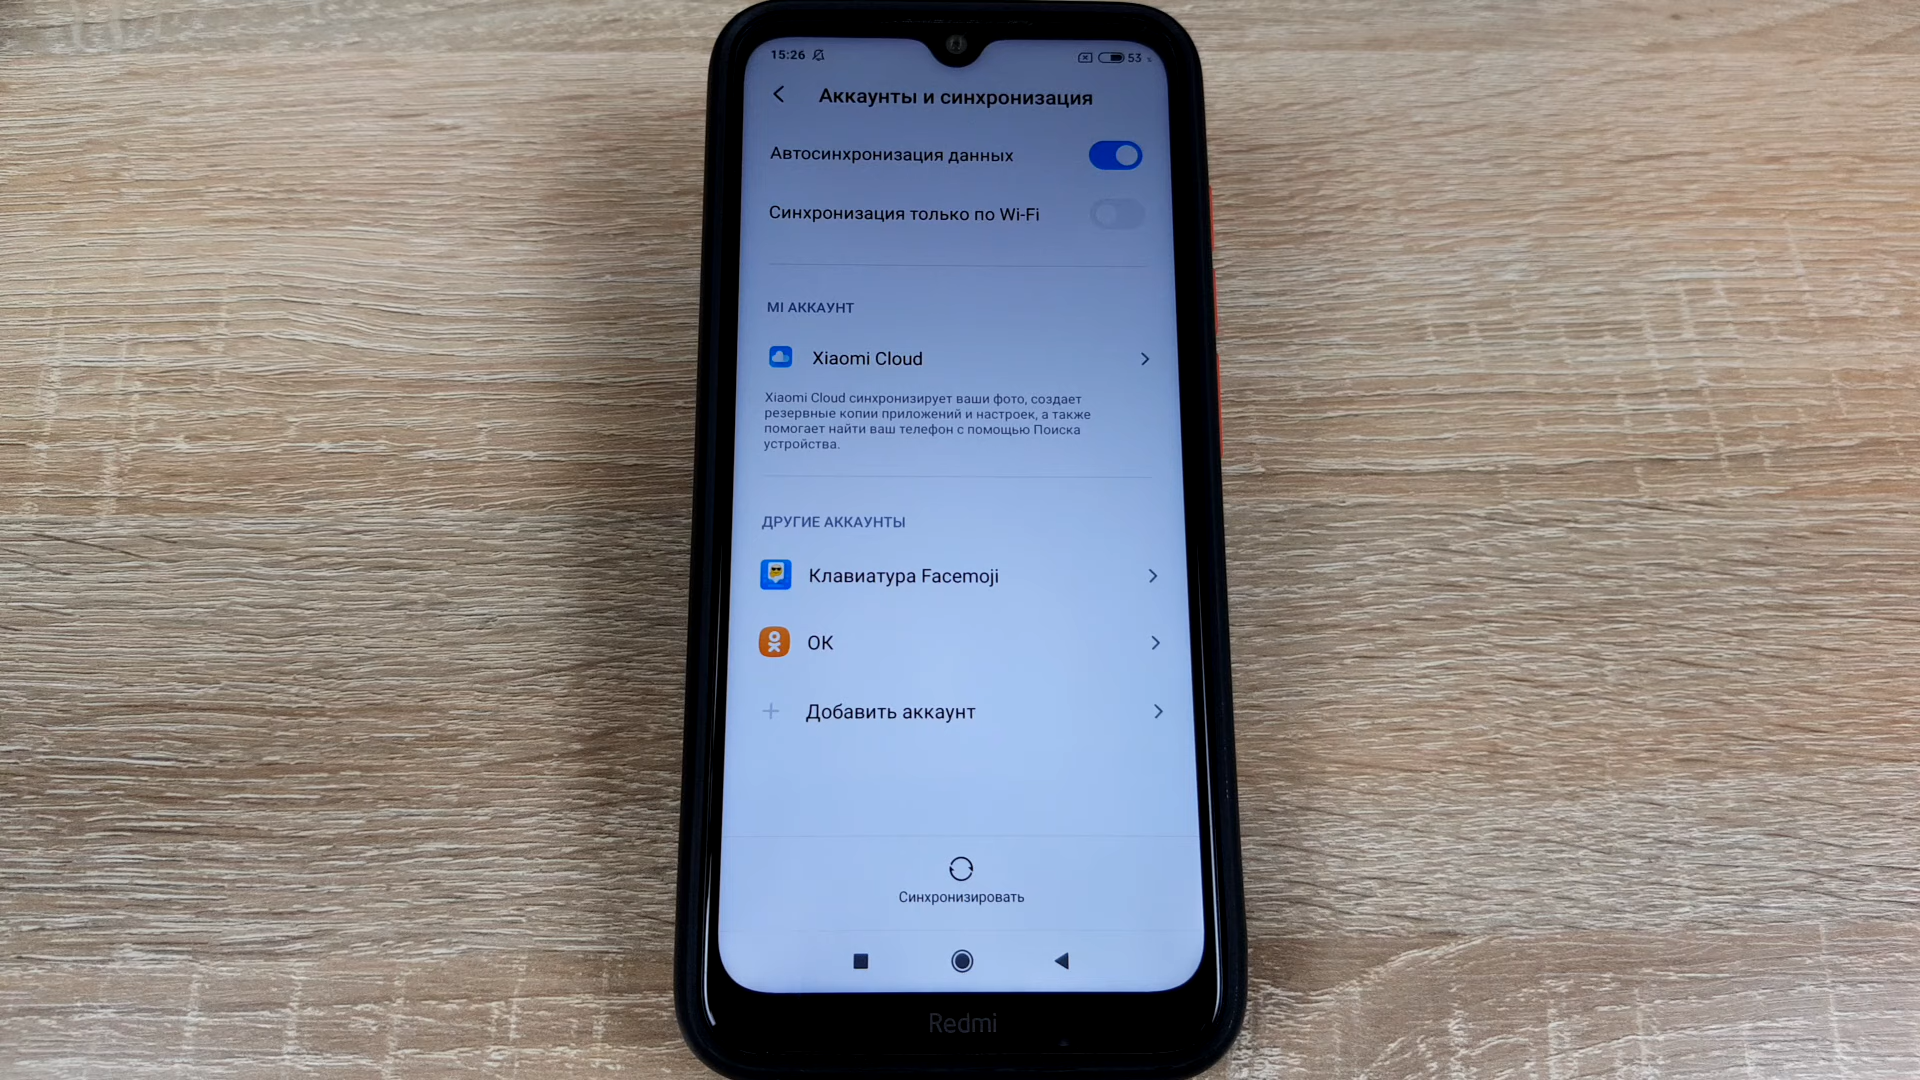 15:26
53
Аккаунты и синхронизация
Автосинхронизация данных
Синхронизация только по Wi-Fi
MI АККАУНТ
Xiaomi Cloud
Xiaomi Cloud синхронизирует ваши фото, создает
резервные копии приложений и настроек, а также
помогает найти ваш телефон с помощью Поиска
устройства.
ДРУГИЕ АККАУНТЫ
Клавиатура Facemoji
ОК
Добавить аккаунт
Синхронизировать
Redmi